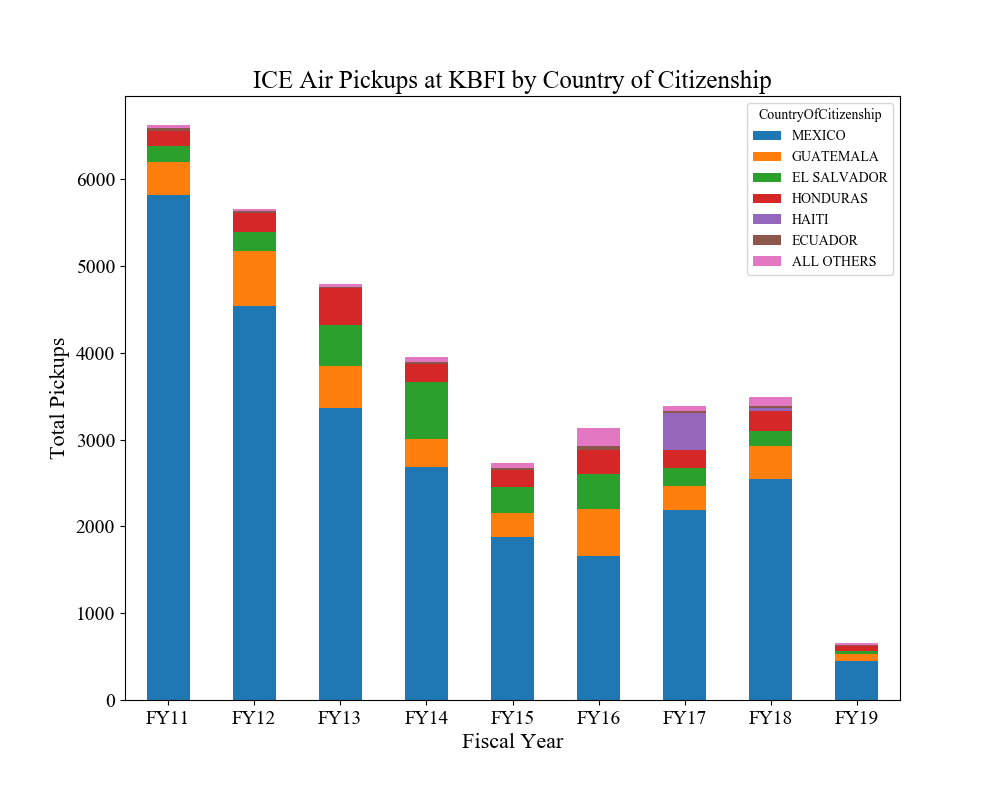 ICE Air Pickups at KBFI by Country of Citizenship
CountryOfCitizenship
MEXICO
GUATEMALA
EL SALVADOR
HONDURAS
HAITI
ECUADOR
ALL OTHERS
Total Pickups
6000
5000
4000
3000
2000
1000
0
FY11 FY12 FY13 FY14 FY15 FY16 FY17 FY18 FY19
Fiscal Year